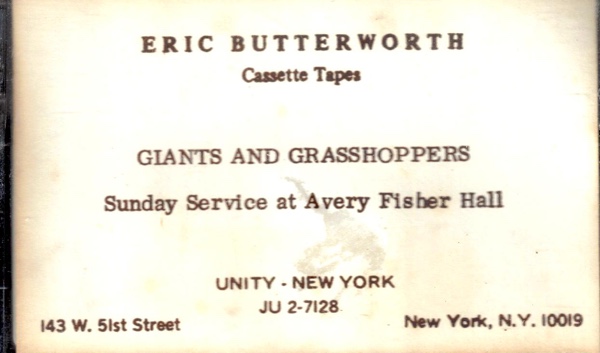 ERIC BUTTERWORTH
Cassette Tapes
GIANTS AND GRASSHOPPERS
Sunday Service at Avery Fisher Hall
UNITY - NEW YORK
JU 2-7128
143 W. 51st Street New York, N.Y. 10019